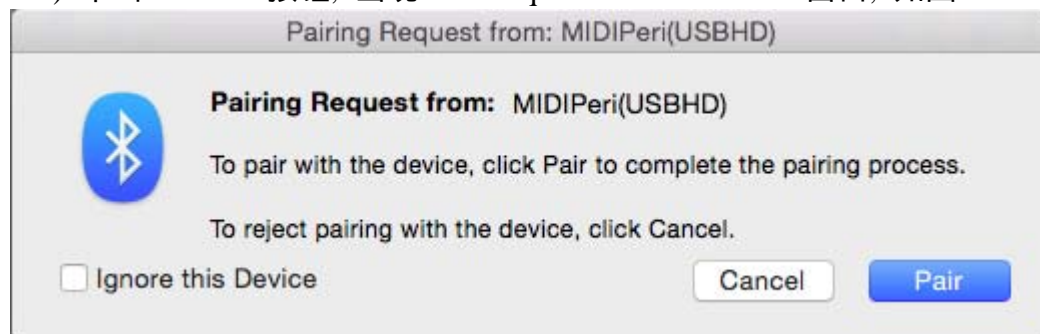 Pairing Request from: MIDIPeri(USBHD)
Pairing Request from: MIDIPeri(USBHD)
To pair with the device, click Pair to complete the pairing process.
To reject pairing with the device, click Cancel.
Ignore this Device
Cancel
Pair